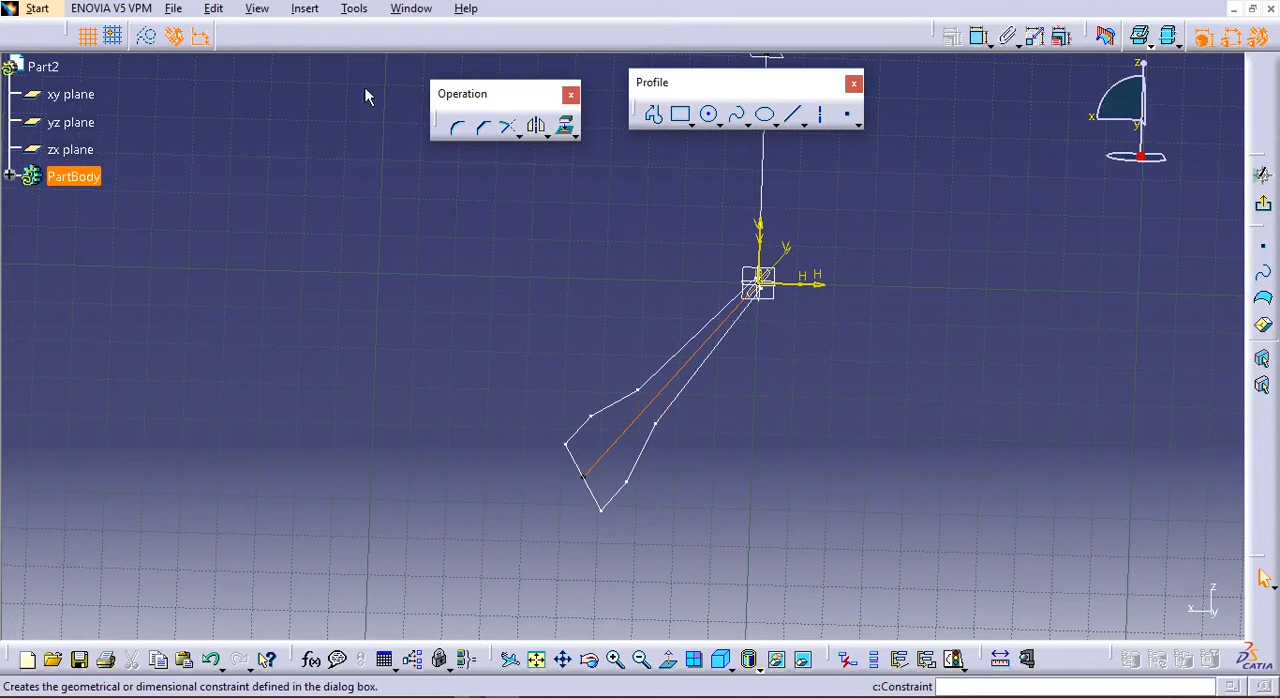 Start ENOVIA V5 VPM File Edit View Insert Tools Window Help
Part2
xy plane
yz plane
zx plane
PartBody
Operation
Profile
z
x
y
V
y
H H
z
x
y
f(x)
CATIA
Creates the geometrical or dimensional constraint defined in the dialog box.
c:Constraint